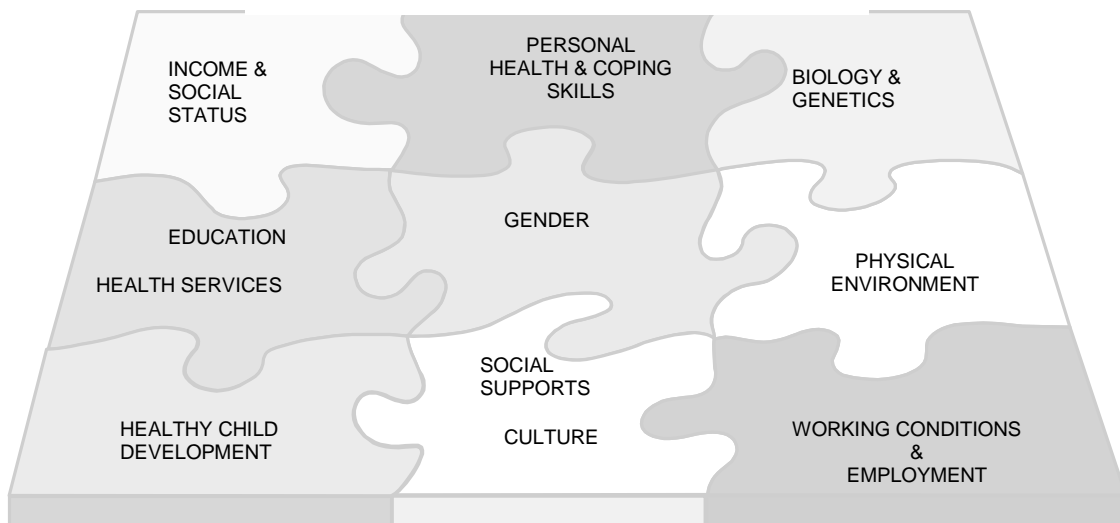 INCOME &
SOCIAL
STATUS
PERSONAL
HEALTH & COPING
SKILLS
BIOLOGY &
GENETICS
EDUCATION
HEALTH SERVICES
GENDER
PHYSICAL
ENVIRONMENT
HEALTHY CHILD
DEVELOPMENT
SOCIAL
SUPPORTS
CULTURE
WORKING CONDITIONS
&
EMPLOYMENT